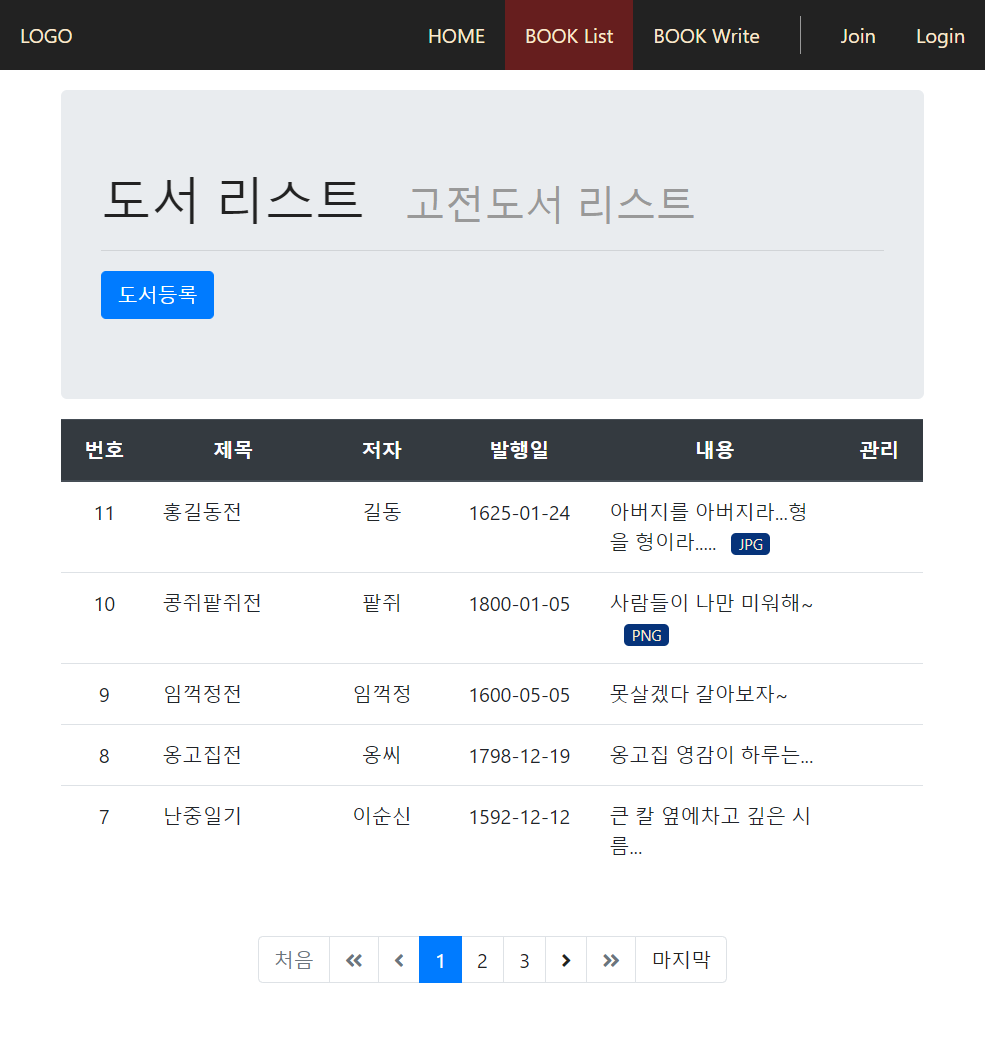 LOGO HOME BOOK List BOOK Write Join Login
도서 리스트 고전도서 리스트
도서등록
번호 제목 저자 발행일 내용 관리
11 홍길동전 길동 1625-01-24 아버지를 아버지라...형
을 형이라..... JPG
10 콩쥐팥쥐전 팥쥐 1800-01-05 사람들이 나만 미워해~
PNG
9 임꺽정전 임꺽정 1600-05-05 못살겠다 갈아보자~
8 옹고집전 옹씨 1798-12-19 옹고집 영감이 하루는...
7 난중일기 이순신 1592-12-12 큰 칼 옆에차고 깊은 시
름...
처음 « ‹ 1 2 3 › » 마지막